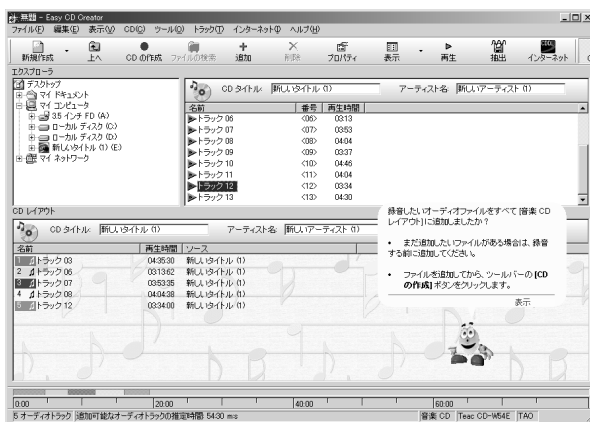 無題 - Easy CD Creator
ファイル(F) 編集(E) 表示(V) CD(C) ツール(O) トラック(T) インターネット(I) ヘルプ(H)
新規作成 上へ CD の作成 ファイルの検索 追加 削除 プロパティ 表示 再生 抽出 インターネット
エクスプローラ
デスクトップ
マイ ドキュメント
マイ コンピュータ
3.5 インチ FD (A)
ローカル ディスク (C)
ローカル ディスク (D)
新しいタイトル (1) (E)
マイ ネットワーク
CD タイトル: 新しいタイトル (1) アーティスト名: 新しいアーティスト (1)
名前 番号 再生時間
トラック 06 <06> 03:13
トラック 07 <07> 03:53
トラック 08 <08> 04:04
トラック 09 <09> 03:37
トラック 10 <10> 04:46
トラック 11 <11> 04:04
トラック 12 <12> 03:34
トラック 13 <13> 04:30
CD レイアウト
CD タイトル: 新しいタイトル (1) アーティスト名: 新しいアーティスト (1)
名前 再生時間 ソース
1 トラック 03 04:35:30 新しいタイトル (1)
2 トラック 06 03:13:62 新しいタイトル (1)
3 トラック 07 03:53:35 新しいタイトル (1)
4 トラック 08 04:04:38 新しいタイトル (1)
5 トラック 12 03:34:00 新しいタイトル (1)
録音したいオーディオファイルをすべて [音楽 CD
レイアウト] に追加しましたか?
• まだ追加したいファイルがある場合は、録音
する前に追加してください。
• ファイルを追加してから、ツールバーの [CD
の作成] ボタンをクリックします。
表示
0:00 20:00 40:00 60:00
5 オーディオトラック 追加可能なオーディオトラックの推定時間: 54:30 m:s 音楽 CD Teac CD-W54E TAO